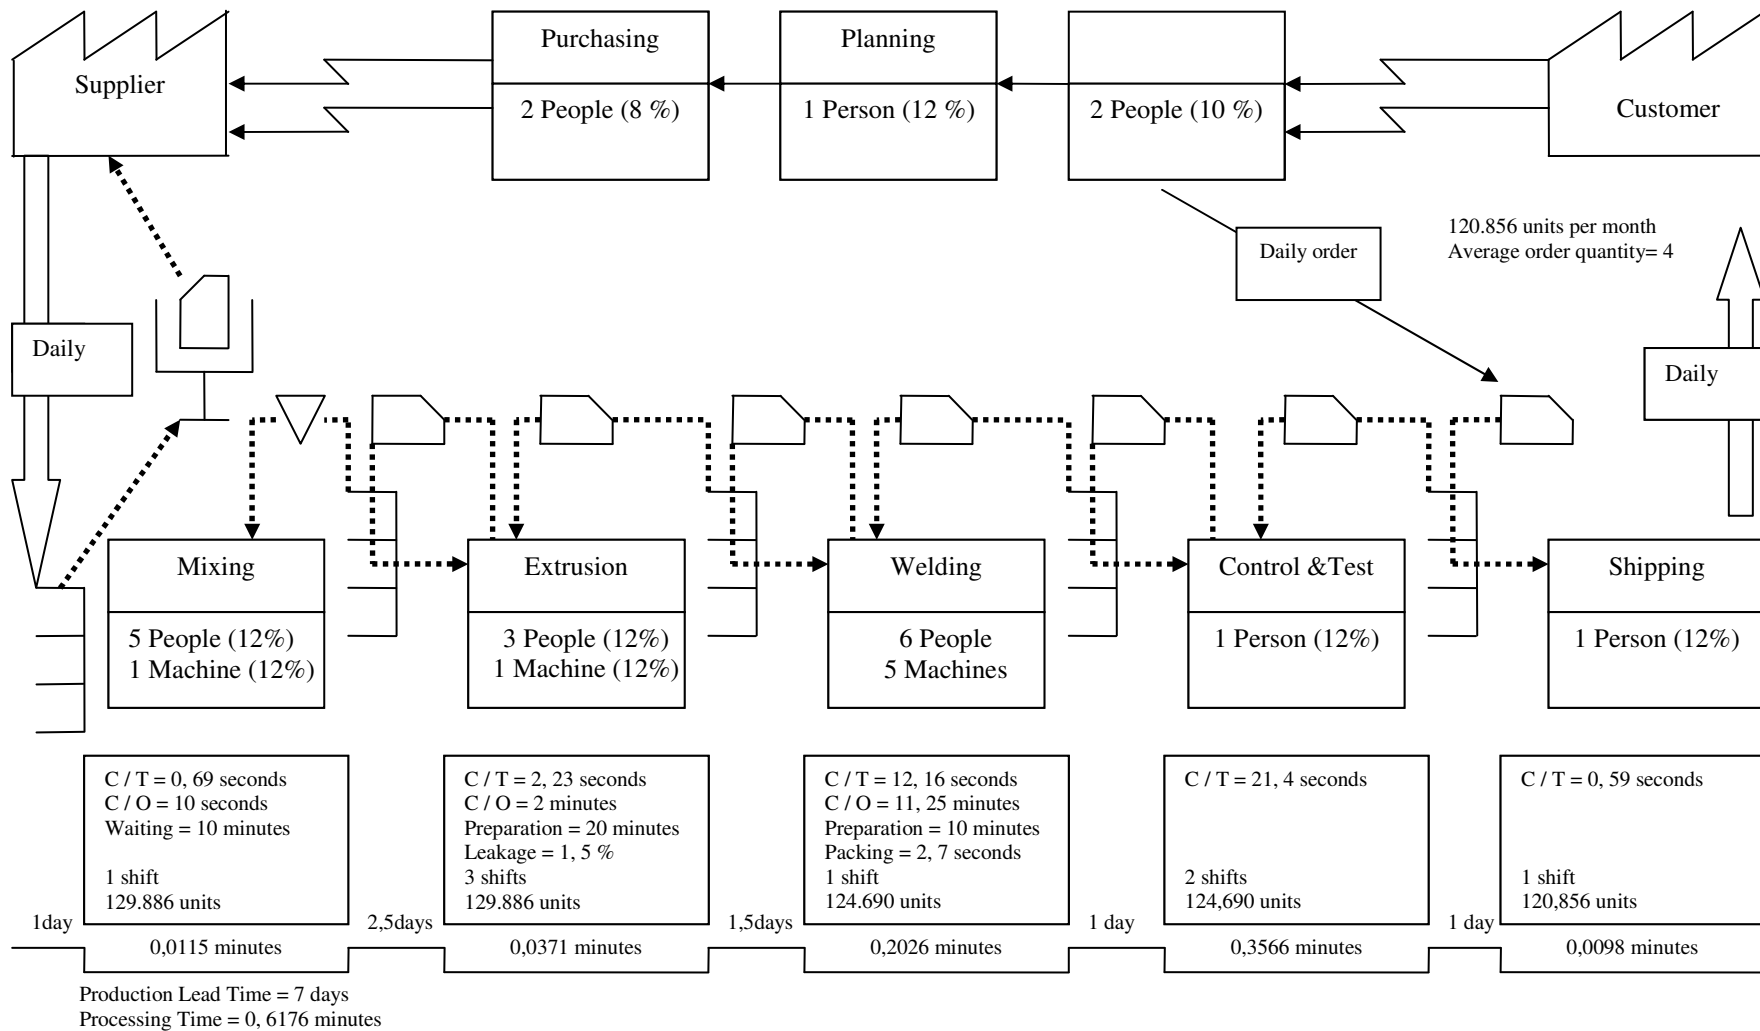 Supplier
Purchasing
2 People (8 %)
Planning
1 Person (12 %)
2 People (10 %)
Customer
120.856 units per month
Average order quantity= 4
Daily order
Daily
Daily
Mixing
5 People (12%)
1 Machine (12%)
Extrusion
3 People (12%)
1 Machine (12%)
Welding
6 People
5 Machines
Control &Test
1 Person (12%)
Shipping
1 Person (12%)
C / T = 0, 69 seconds
C / O = 10 seconds
Waiting = 10 minutes
1 shift
129.886 units
C / T = 2, 23 seconds
C / O = 2 minutes
Preparation = 20 minutes
Leakage = 1, 5 %
3 shifts
129.886 units
C / T = 12, 16 seconds
C / O = 11, 25 minutes
Preparation = 10 minutes
Packing = 2, 7 seconds
1 shift
124.690 units
C / T = 21, 4 seconds
2 shifts
124,690 units
C / T = 0, 59 seconds
1 shift
120,856 units
1day
0,0115 minutes
2,5days
0,0371 minutes
1,5days
0,2026 minutes
1 day
0,3566 minutes
1 day
0,0098 minutes
Production Lead Time = 7 days
Processing Time = 0, 6176 minutes